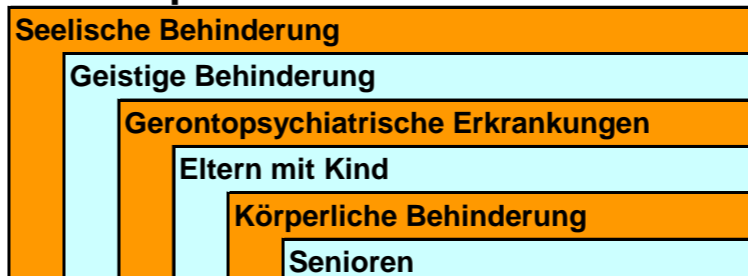 Seelische Behinderung
Geistige Behinderung
Gerontopsychiatrische Erkrankungen
Eltern mit Kind
Körperliche Behinderung
Senioren